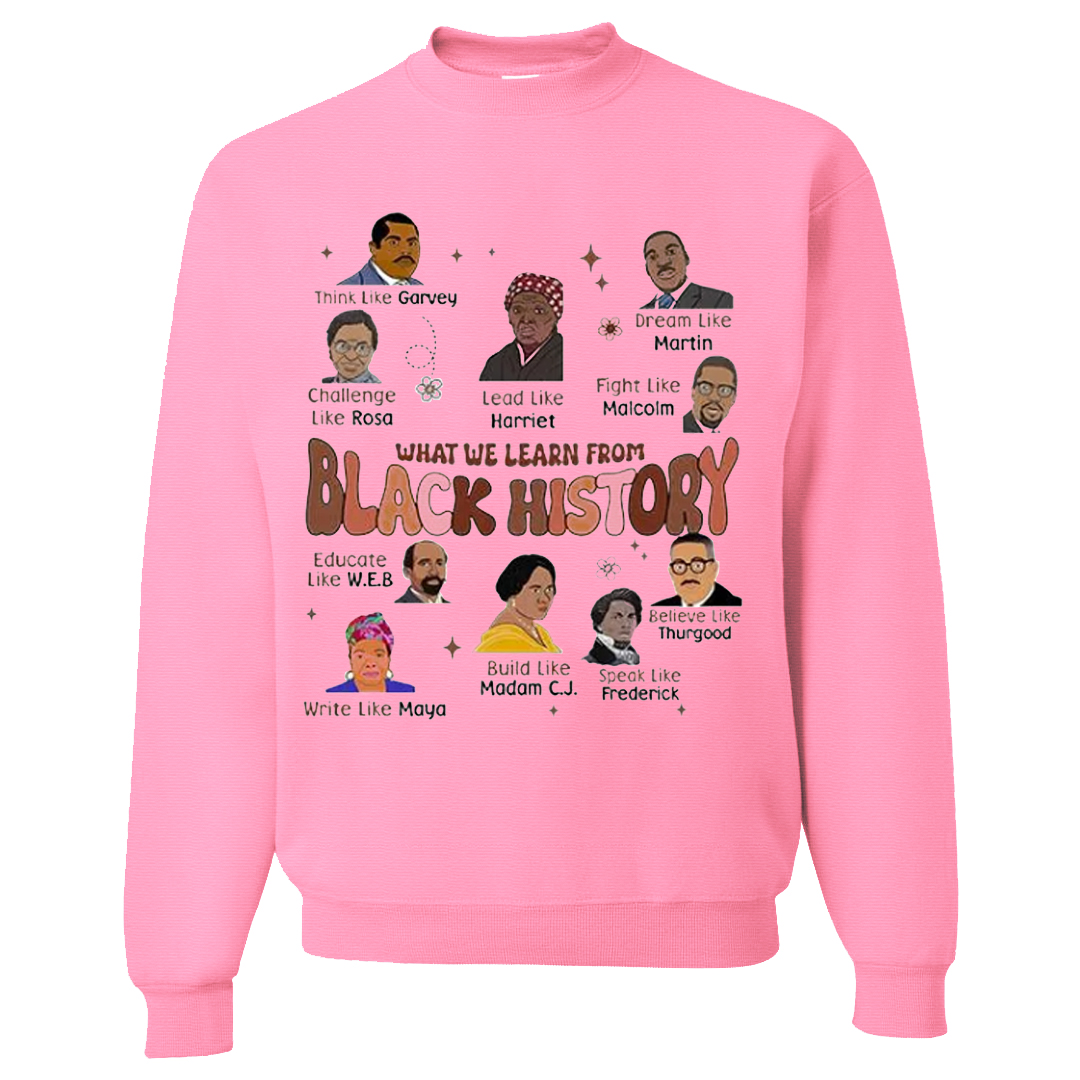 Think Like Garvey
Dream Like
Martin
Challenge
Like Rosa
Lead Like
Harriet
Fight Like
Malcolm
WHAT WE LEARN FROM
BLACK HISTORY
Educate
Like W.E.B
Believe Like
Thurgood
Build Like
Madam C.J.
Speak Like
Frederick
Write Like Maya